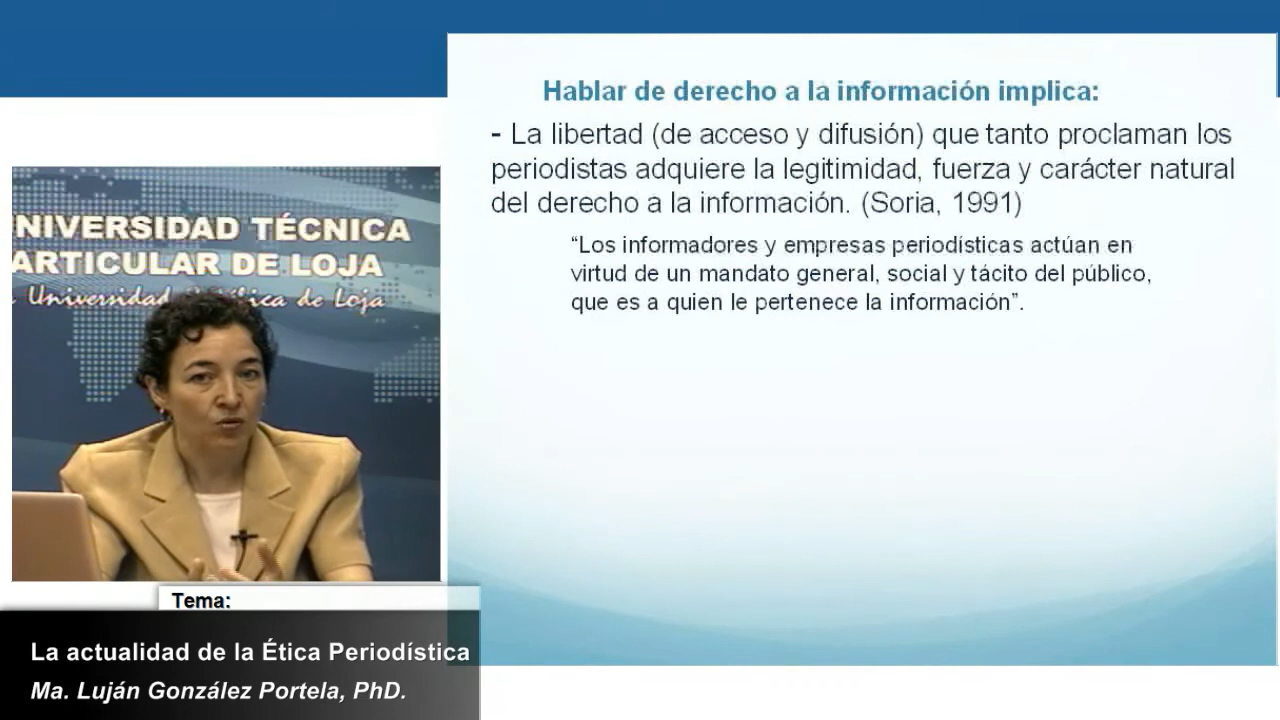 Hablar de derecho a la información implica:
- La libertad (de acceso y difusión) que tanto proclaman los
periodistas adquiere la legitimidad, fuerza y carácter natural
del derecho a la información. (Soria, 1991)
“Los informadores y empresas periodísticas actúan en
virtud de un mandato general, social y tácito del público,
que es a quien le pertenece la información”.
NIVERSIDAD TÉCNICA
ARTICULAR DE LOJA
Universidad de Loja
Tema:
La actualidad de la Ética Periodística
Ma. Luján González Portela, PhD.